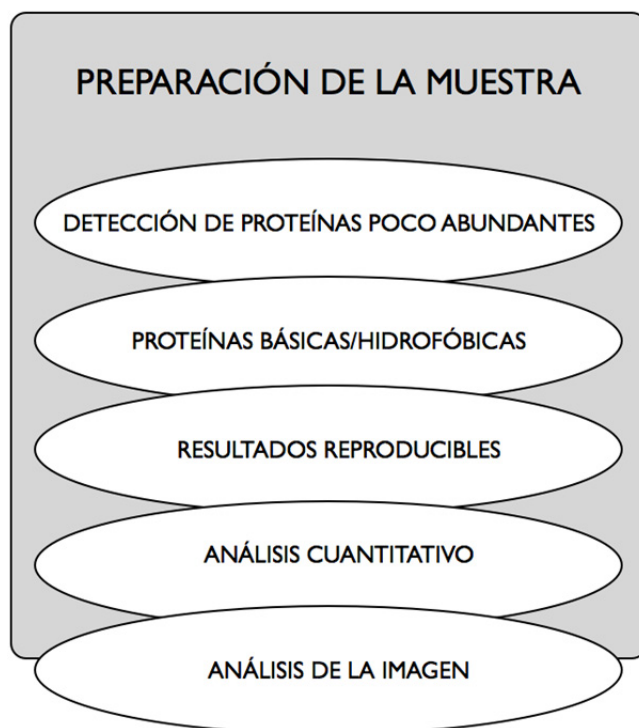 PREPARACIÓN DE LA MUESTRA
DETECCIÓN DE PROTEÍNAS POCO ABUNDANTES
PROTEÍNAS BÁSICAS/HIDROFÓBICAS
RESULTADOS REPRODUCIBLES
ANÁLISIS CUANTITATIVO
ANÁLISIS DE LA IMAGEN